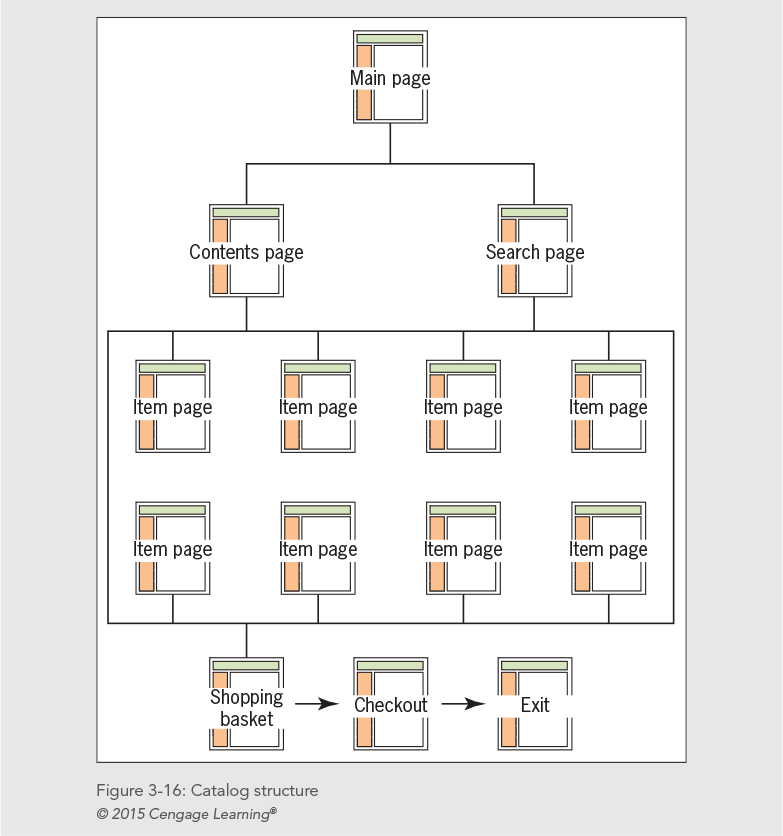 Main page
Contents page
Search page
Item page
Item page
Item page
Item page
Item page
Item page
Item page
Item page
Shopping
basket
Checkout
Exit
Figure 3-16: Catalog structure
© 2015 Cengage Learning®